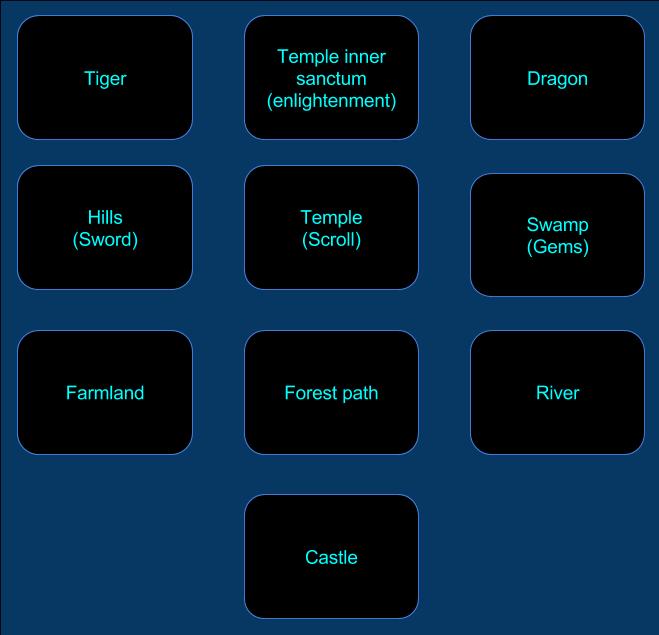 Tiger
Temple inner
sanctum
(enlightenment)
Dragon
Hills
(Sword)
Temple
(Scroll)
Swamp
(Gems)
Farmland
Forest path
River
Castle